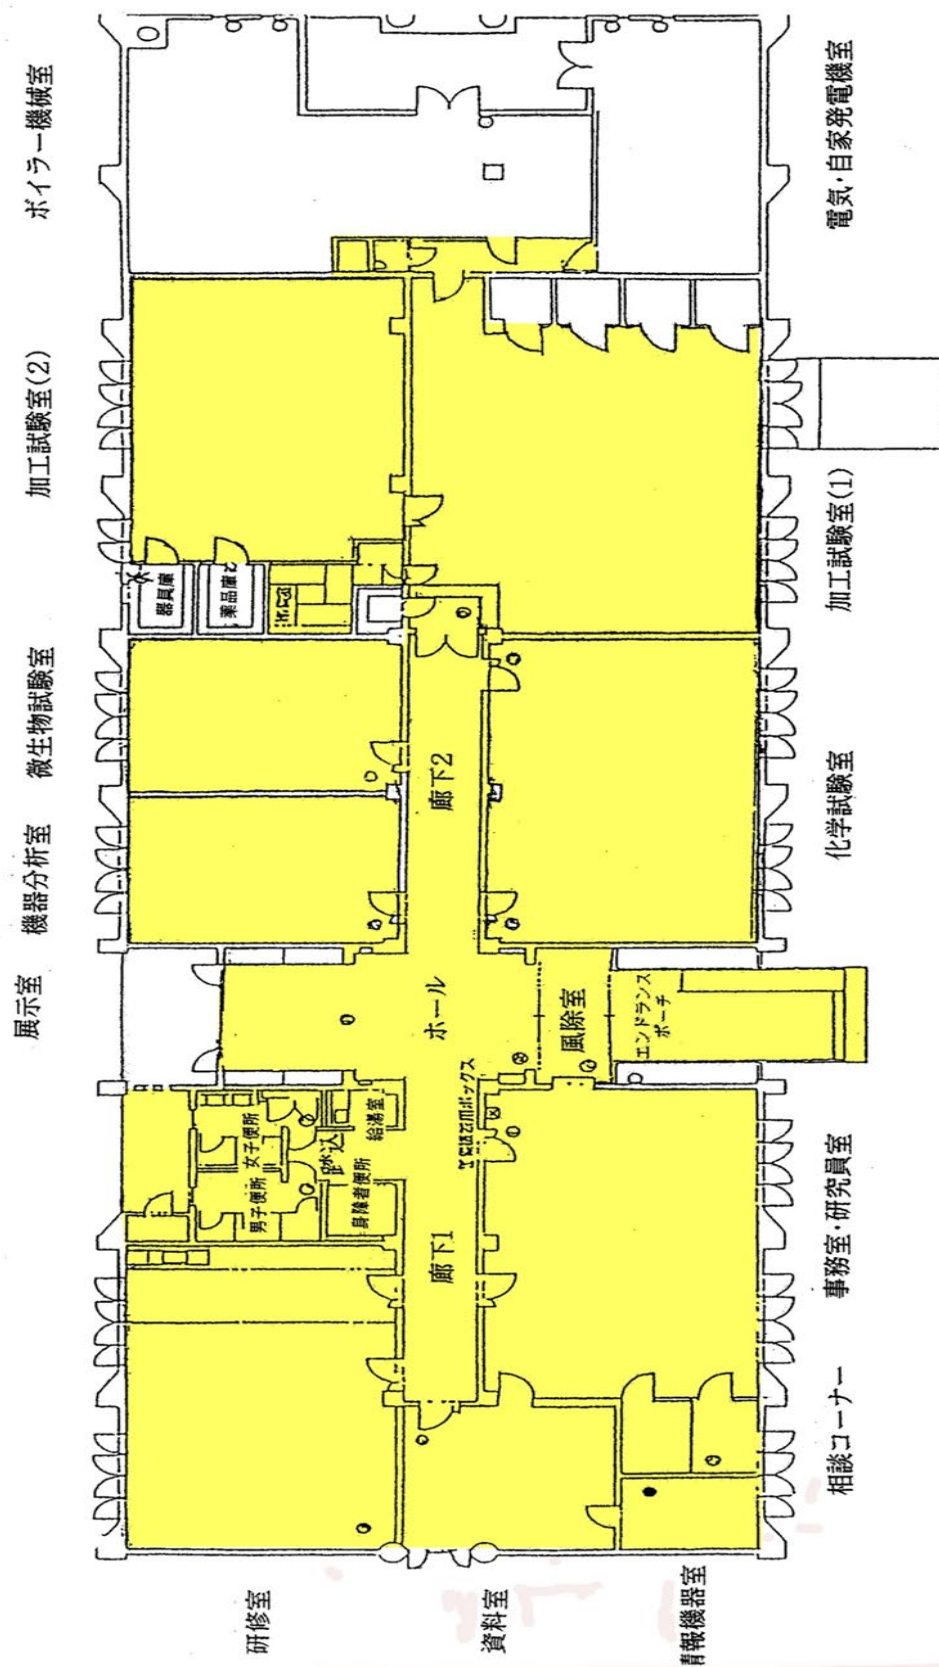 ボイラー機械室
加工試験室(2)
微生物試験室
機器分析室
展示室
器具庫
薬品庫
廊下2
ホール
風除室
エンドランス
ポーチ
女子便所
男子便所
踏込
給湯室
身障者便所
廊下1
電気・自家発電機室
加工試験室(1)
化学試験室
事務室・研究員室
相談コーナー
研修室
資料室
情報機器室